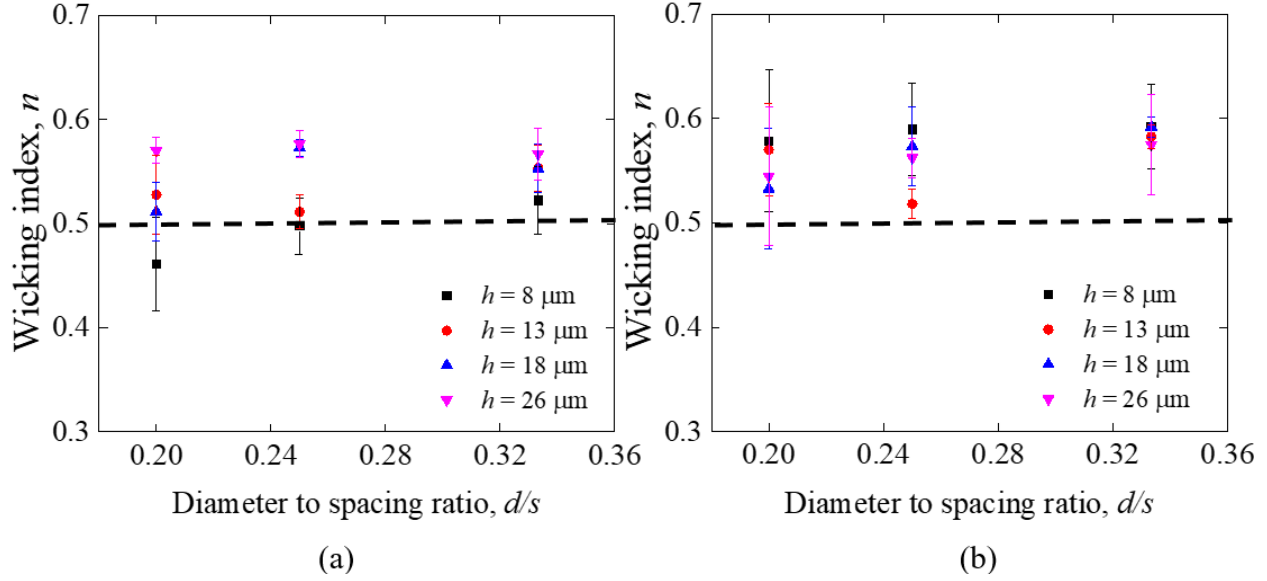 0.7
0.6
0.5
0.4
0.3
Wicking index, n
h = 8 μm
h = 13 μm
h = 18 μm
h = 26 μm
0.20 0.24 0.28 0.32 0.36
Diameter to spacing ratio, d/s
(a)
0.7
0.6
0.5
0.4
0.3
Wicking index, n
h = 8 μm
h = 13 μm
h = 18 μm
h = 26 μm
0.20 0.24 0.28 0.32 0.36
Diameter to spacing ratio, d/s
(b)